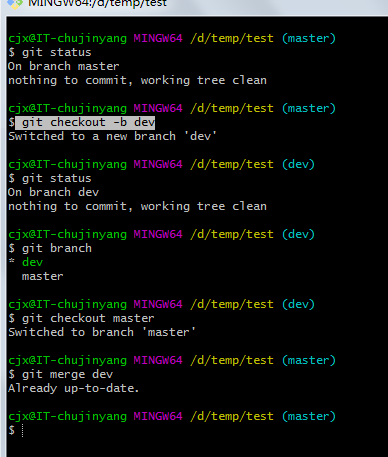 MINGW64:/d/temp/test
cjx@IT-chujinyang MINGW64 /d/temp/test (master)
$ git status
On branch master
nothing to commit, working tree clean
cjx@IT-chujinyang MINGW64 /d/temp/test (master)
$ git checkout -b dev
Switched to a new branch 'dev'
cjx@IT-chujinyang MINGW64 /d/temp/test (dev)
$ git status
On branch dev
nothing to commit, working tree clean
cjx@IT-chujinyang MINGW64 /d/temp/test (dev)
$ git branch
* dev
  master
cjx@IT-chujinyang MINGW64 /d/temp/test (dev)
$ git checkout master
Switched to branch 'master'
cjx@IT-chujinyang MINGW64 /d/temp/test (master)
$ git merge dev
Already up-to-date.
cjx@IT-chujinyang MINGW64 /d/temp/test (master)
$